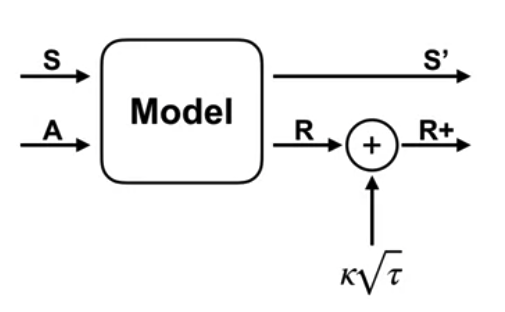 S S’
Model
A R + R+
κ√τ